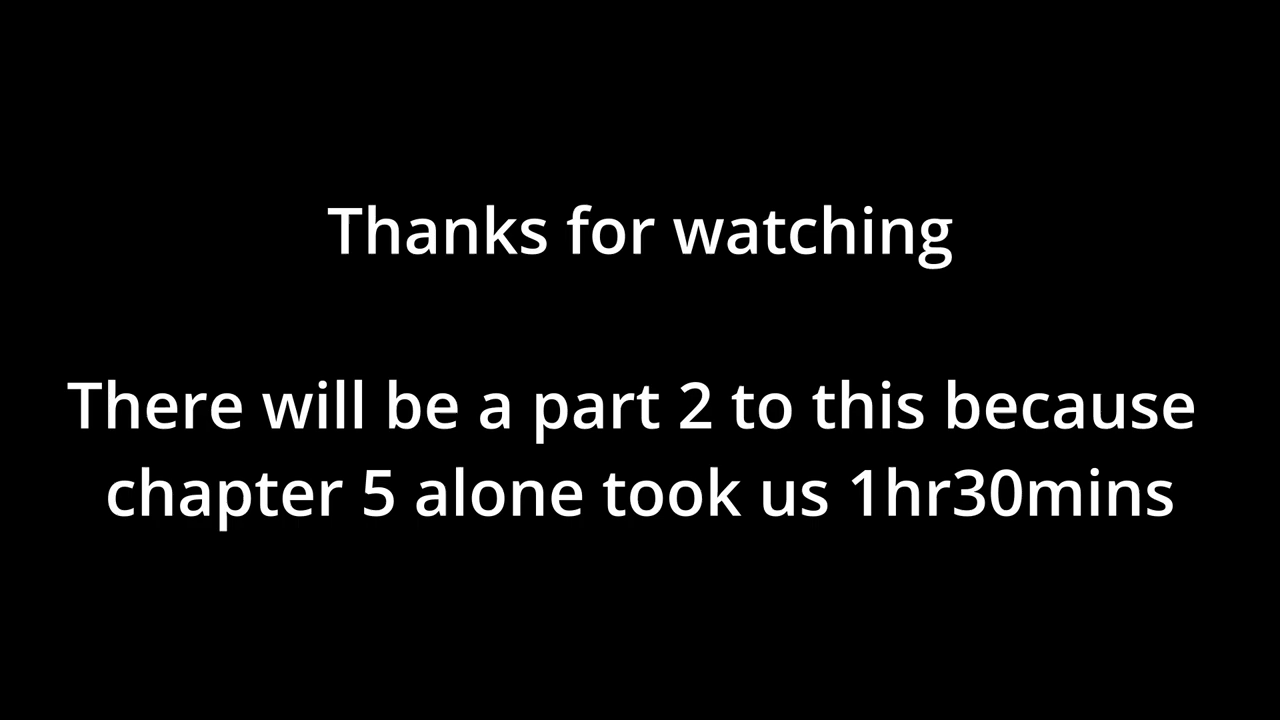 Thanks for watching
There will be a part 2 to this because
chapter 5 alone took us 1hr30mins